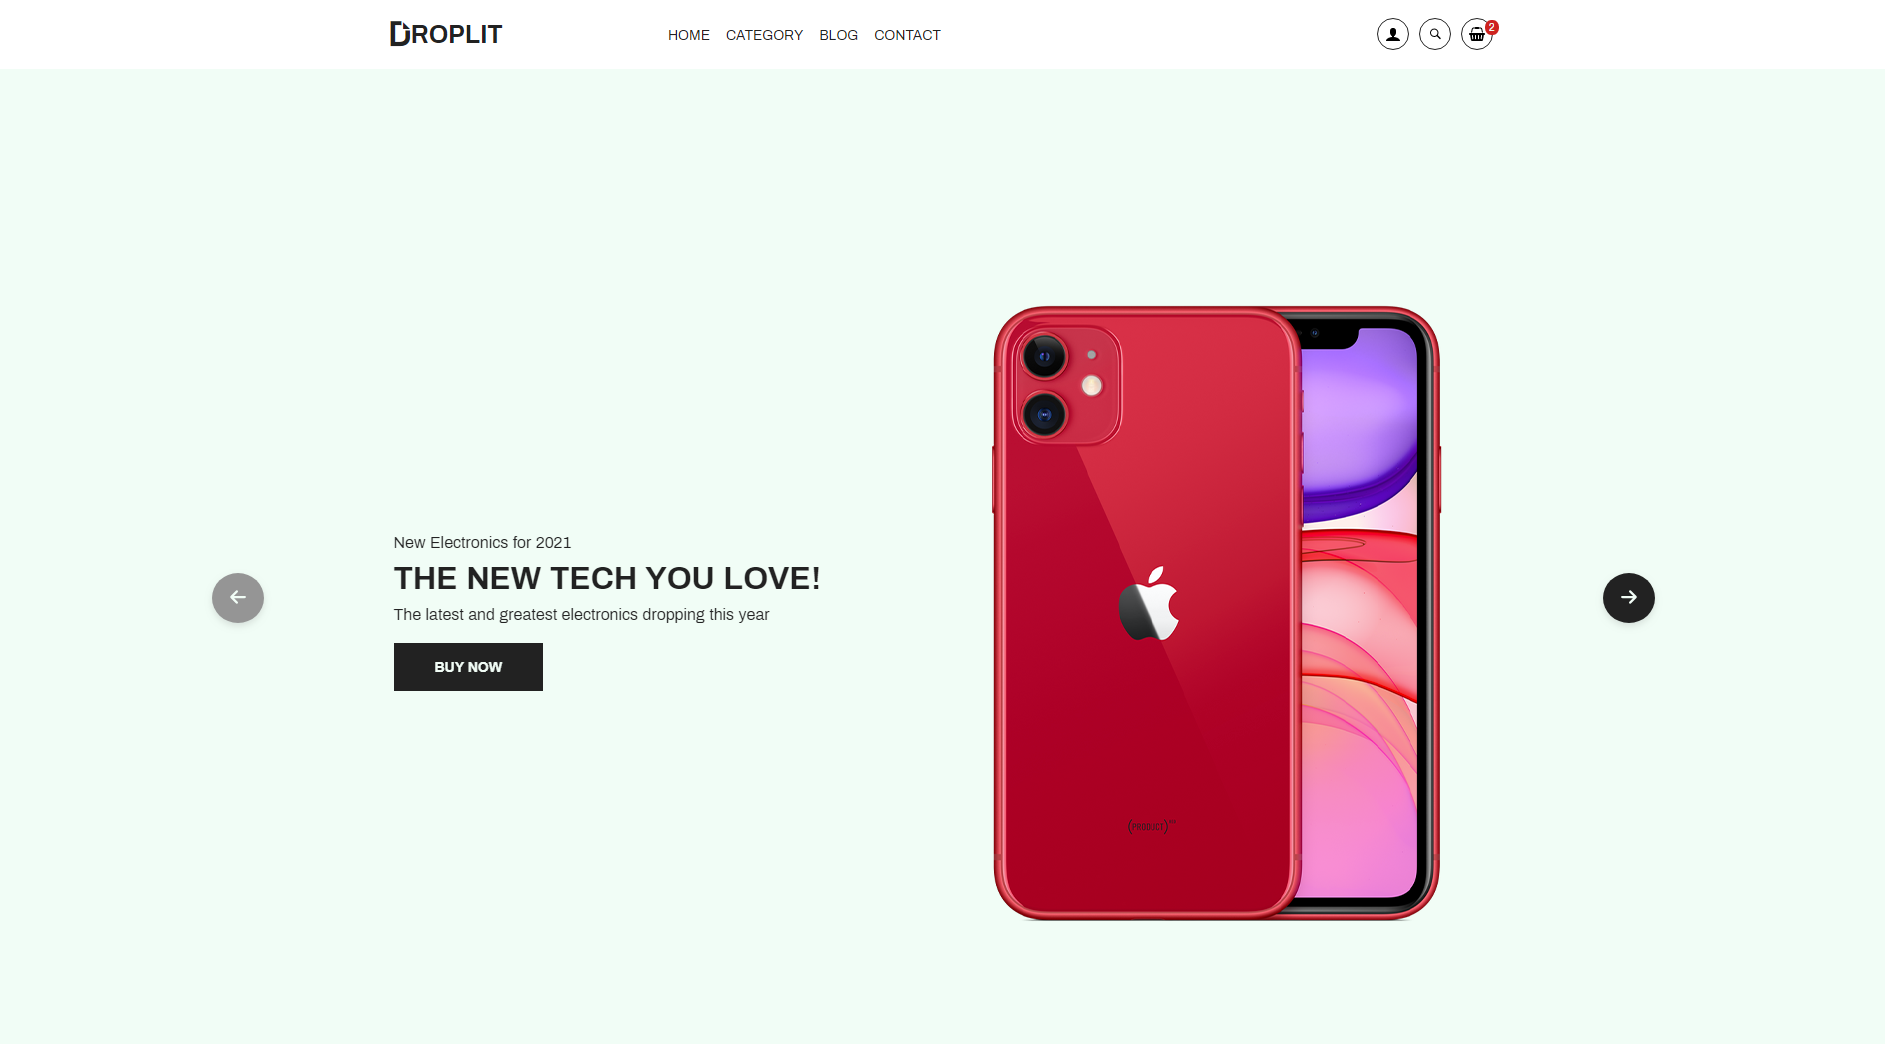 DROPLIT
HOME CATEGORY BLOG CONTACT
2
New Electronics for 2021
THE NEW TECH YOU LOVE!
The latest and greatest electronics dropping this year
BUY NOW
(PRODUCT)